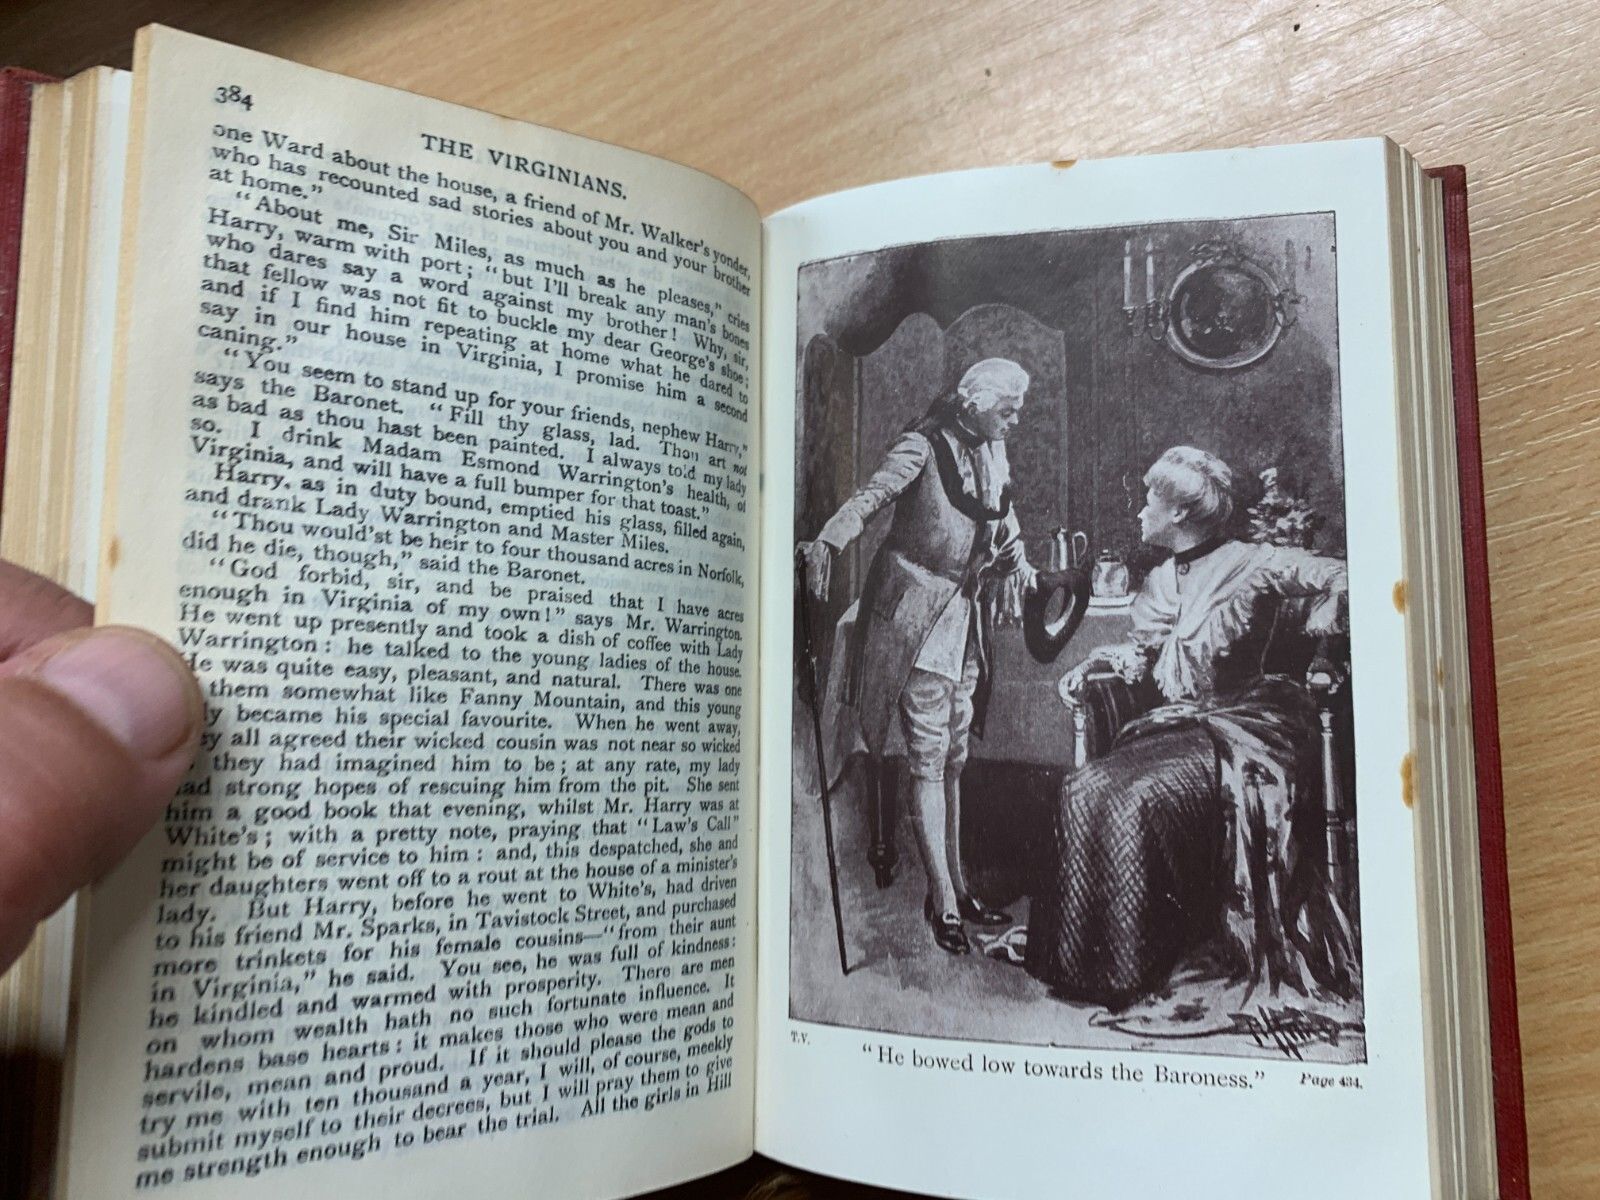 384
THE VIRGINIANS.
one Ward about the house, a friend of Mr. Walker's yonder,
who has recounted sad stories about you and your brother
at home."
"About me, Sir Miles, as much as he pleases," cries
Harry, warm with port; "but I'll break any man's bones
who dares say a word against my brother! Why, sir,
that fellow was not fit to buckle my dear George's shoe;
and if I find him repeating at home what he dared to
say in our house in Virginia, I promise him a second
caning."
"You seem to stand up for your friends, nephew Harry,"
says the Baronet. "Fill thy glass, lad. Thou art not
as bad as thou hast been painted. I always told my lady
so. I drink Madam Esmond Warrington's health, of
Virginia, and will have a full bumper for that toast."
Harry, as in duty bound, emptied his glass, filled again,
and drank Lady Warrington and Master Miles.
"Thou would'st be heir to four thousand acres in Norfolk,
did he die, though," said the Baronet.
"God forbid, sir, and be praised that I have acres
enough in Virginia of my own!" says Mr. Warrington.
He went up presently and took a dish of coffee with Lady
Warrington: he talked to the young ladies of the house.
He was quite easy, pleasant, and natural. There was one
them somewhat like Fanny Mountain, and this young
ly became his special favourite. When he went away,
ey all agreed their wicked cousin was not near so wicked
they had imagined him to be; at any rate, my lady
had strong hopes of rescuing him from the pit. She sent
him a good book that evening, whilst Mr. Harry was at
White's; with a pretty note, praying that "Law's Call"
might be of service to him: and, this despatched, she and
her daughters went off to a rout at the house of a minister's
lady. But Harry, before he went to White's, had driven
to his friend Mr. Sparks, in Tavistock Street, and purchased
more trinkets for his female cousins—"from their aunt
in Virginia," he said. You see, he was full of kindness:
he kindled and warmed with prosperity. There are men
on whom wealth hath no such fortunate influence. It
hardens base hearts: it makes those who were mean and
servile, mean and proud. If it should please the gods to
try me with ten thousand a year, I will, of course, meekly
submit myself to their decrees, but I will pray them to give
me strength enough to bear the trial. All the girls in Hill
T.V.
"He bowed low towards the Baroness."
Page 434.